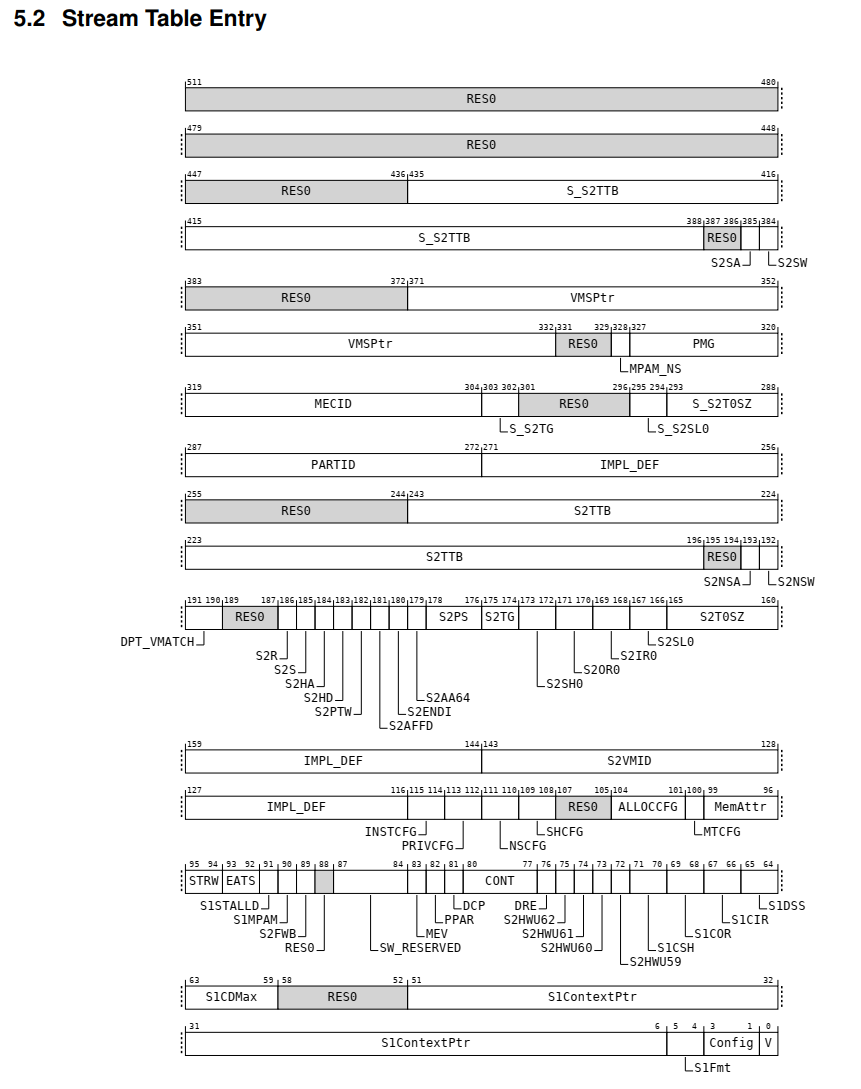 5.2 Stream Table Entry
511 480
RES0
479 448
RES0
447 436 435 416
RES0 S_S2TTB
415 388 387 386 385 384
S_S2TTB RES0
S2SA S2SW
383 372 371 352
RES0 VMSPtr
351 332 331 329 328 327 320
VMSPtr RES0 PMG
MPAM_NS
319 304 303 302 301 296 295 294 293 288
MECID RES0 S_S2T0SZ
S_S2TG S_S2SL0
287 272 271 256
PARTID IMPL_DEF
255 244 243 224
RES0 S2TTB
223 196 195 194 193 192
S2TTB RES0
S2NSA S2NSW
191 190 189 187 186 185 184 183 182 181 180 179 178 176 175 174 173 172 171 170 169 168 167 166 165 160
RES0 S2PS S2TG S2T0SZ
DPT_VMATCH S2SL0
S2R S2IR0
S2S S2OR0
S2HA S2SH0
S2HD S2AA64
S2PTW S2ENDI
S2AFFD
159 144 143 128
IMPL_DEF S2VMID
127 116 115 114 113 112 111 110 109 108 107 105 104 101 100 99 96
IMPL_DEF RES0 ALLOCCFG MemAttr
INSTCFG SHCFG MTCFG
PRIVCFG NSCFG
95 94 93 92 91 90 89 88 87 84 83 82 81 80 77 76 75 74 73 72 71 70 69 68 67 66 65 64
STRW EATS CONT
S1STALLD DCP DRE S1DSS
S1MPAM PPAR S2HWU62 S1CIR
S2FWB MEV S2HWU61 S1COR
RES0 SW_RESERVED S2HWU60 S1CSH
S2HWU59
63 59 58 52 51 32
S1CDMax RES0 S1ContextPtr
31 6 5 4 3 1 0
S1ContextPtr Config V
S1Fmt